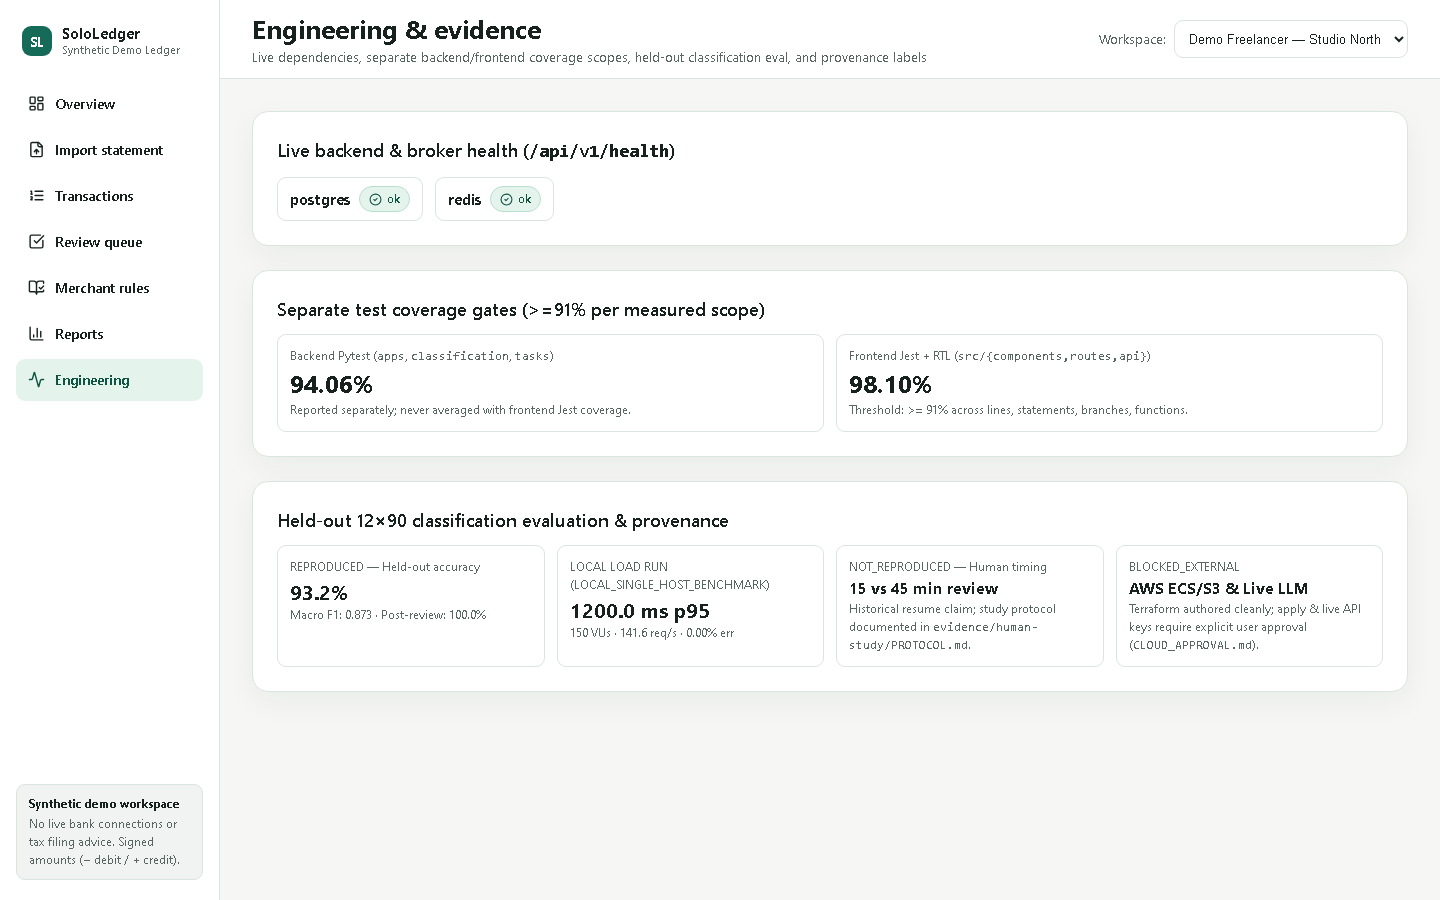 SL
SoloLedger
Synthetic Demo Ledger
Overview
Import statement
Transactions
Review queue
Merchant rules
Reports
Engineering
Synthetic demo workspace
No live bank connections or
tax filing advice. Signed
amounts (− debit / + credit).
Engineering & evidence
Live dependencies, separate backend/frontend coverage scopes, held-out classification eval, and provenance labels
Workspace:
Demo Freelancer — Studio North
Live backend & broker health (/api/v1/health)
postgres ok
redis ok
Separate test coverage gates (>=91% per measured scope)
Backend Pytest (apps, classification, tasks)
94.06%
Reported separately; never averaged with frontend Jest coverage.
Frontend Jest + RTL (src/{components,routes,api})
98.10%
Threshold: >= 91% across lines, statements, branches, functions.
Held-out 12×90 classification evaluation & provenance
REPRODUCED — Held-out accuracy
93.2%
Macro F1: 0.873 · Post-review: 100.0%
LOCAL LOAD RUN
(LOCAL_SINGLE_HOST_BENCHMARK)
1200.0 ms p95
150 VUs · 141.6 req/s · 0.00% err
NOT_REPRODUCED — Human timing
15 vs 45 min review
Historical resume claim; study protocol
documented in evidence/human-
study/PROTOCOL.md.
BLOCKED_EXTERNAL
AWS ECS/S3 & Live LLM
Terraform authored cleanly; apply & live API
keys require explicit user approval
(CLOUD_APPROVAL.md).